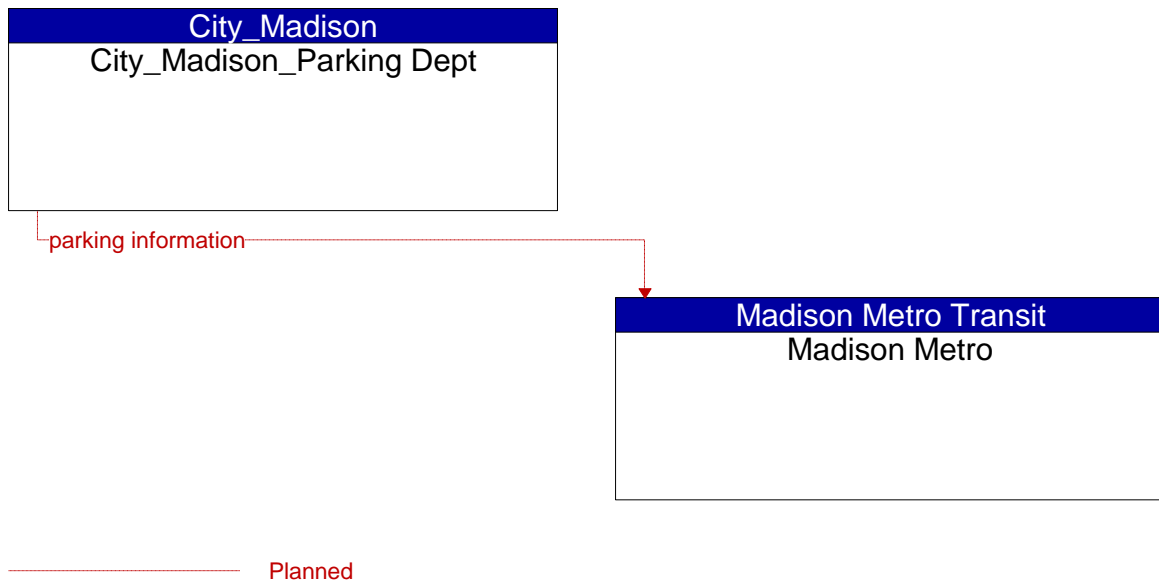 City_Madison
City_Madison_Parking Dept
parking information
Madison Metro Transit
Madison Metro
Planned